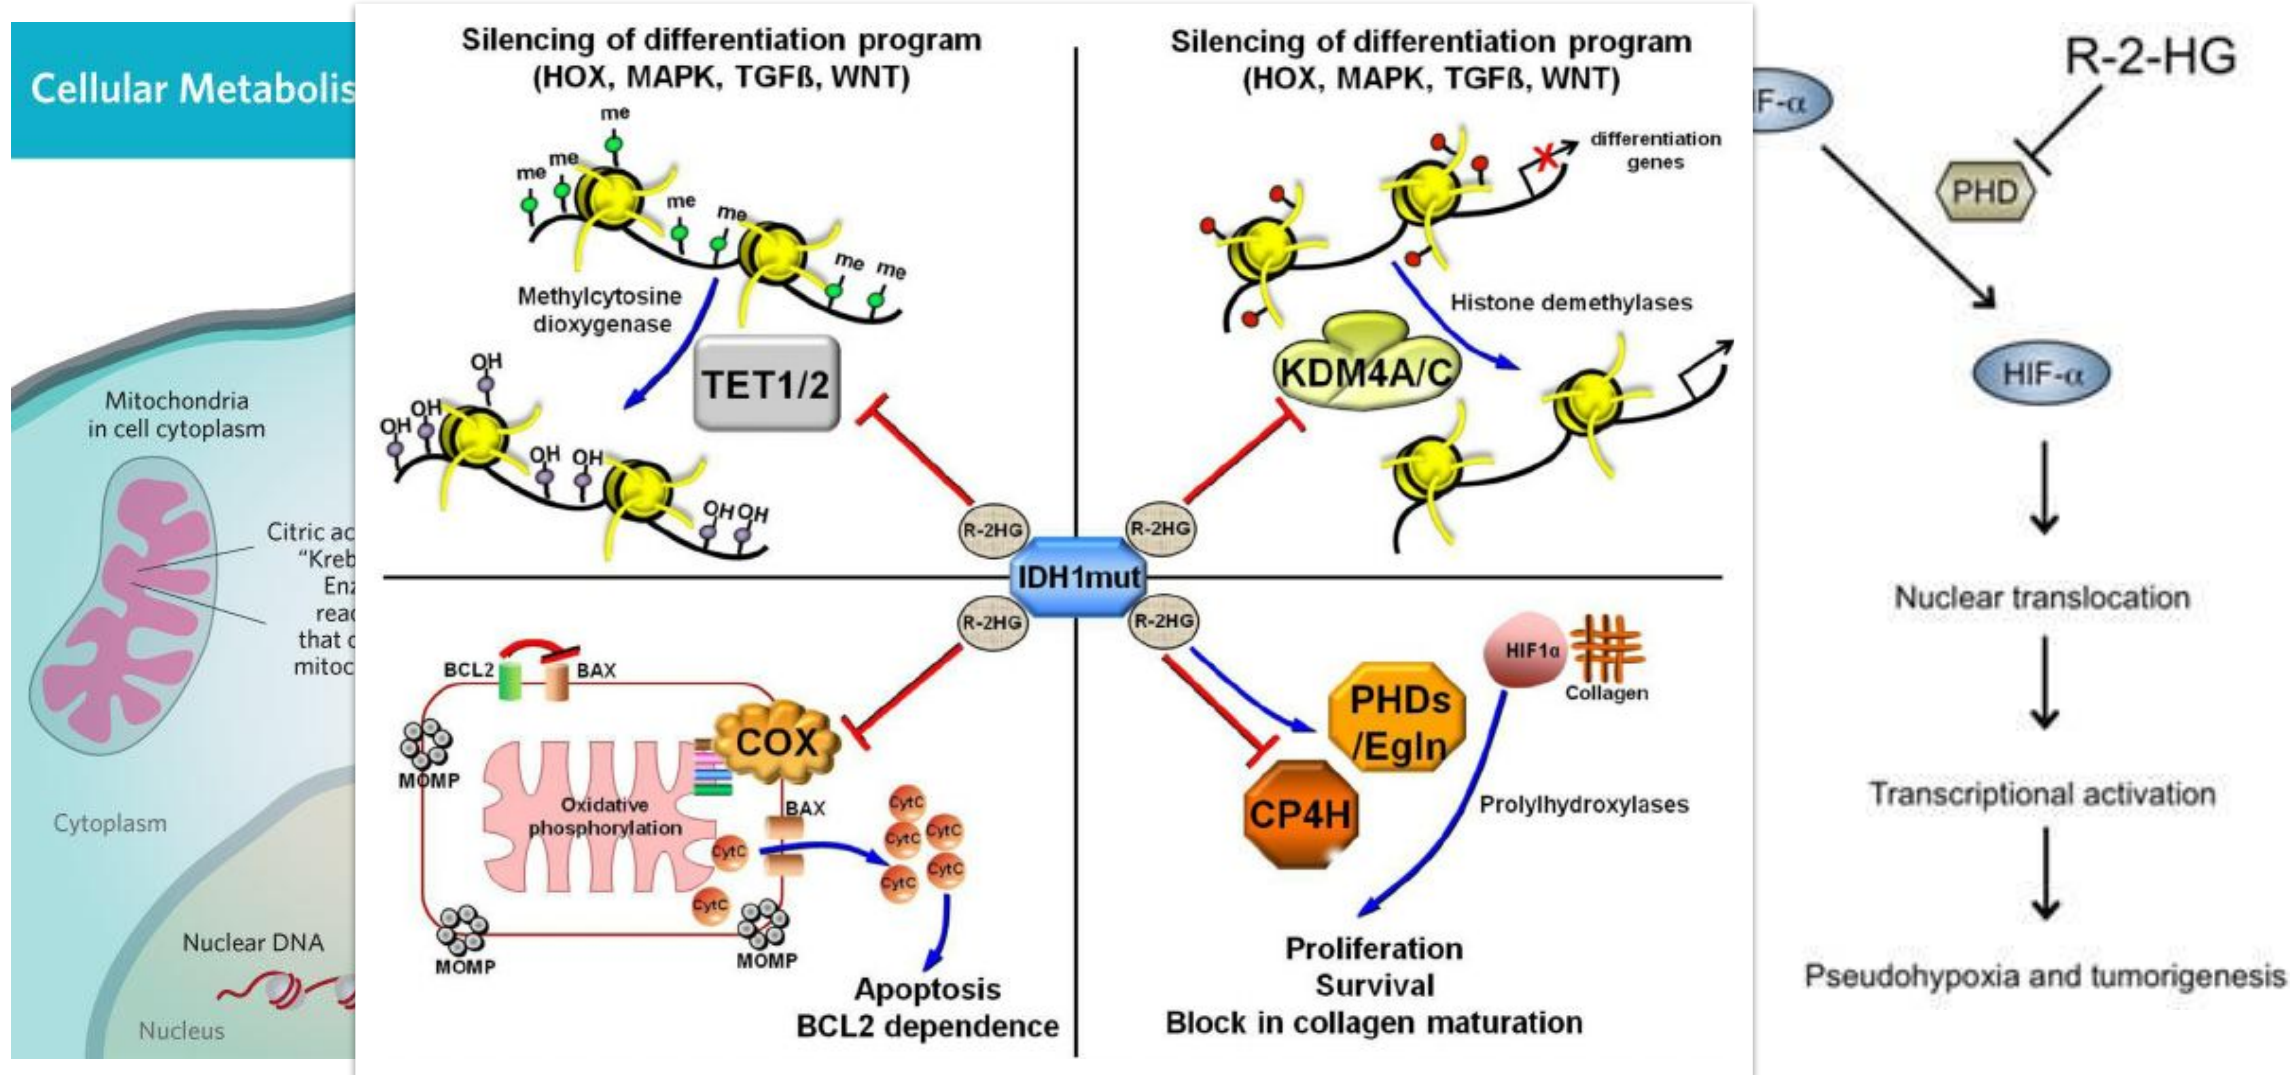 Cellular Metabolis
Mitochondria
in cell cytoplasm
Citric ac
"Kreb
Enz
reac
that c
mitoc
Cytoplasm
Nuclear DNA
Nucleus
Silencing of differentiation program
(HOX, MAPK, TGFß, WNT)
me
me
me
me
me
me me
Methylcytosine
dioxygenase
TET1/2
OH
OH
OH
OH OH
OH OH
R-2HG
Silencing of differentiation program
(HOX, MAPK, TGFß, WNT)
differentiation
genes
X
Histone demethylases
KDM4A/C
R-2HG
IDH1mut
R-2HG
BCL2
BAX
MOMP
COX
Oxidative
phosphorylation
BAX
CytC
CytC
CytC
CytC
CytC
CytC
CytC
MOMP
MOMP
Apoptosis
BCL2 dependence
R-2HG
HIF1α
Collagen
PHDs
/Egln
CP4H
Prolylhydroxylases
Proliferation
Survival
Block in collagen maturation
IF-α
R-2-HG
PHD
HIF-α
Nuclear translocation
Transcriptional activation
Pseudohypoxia and tumorigenesis